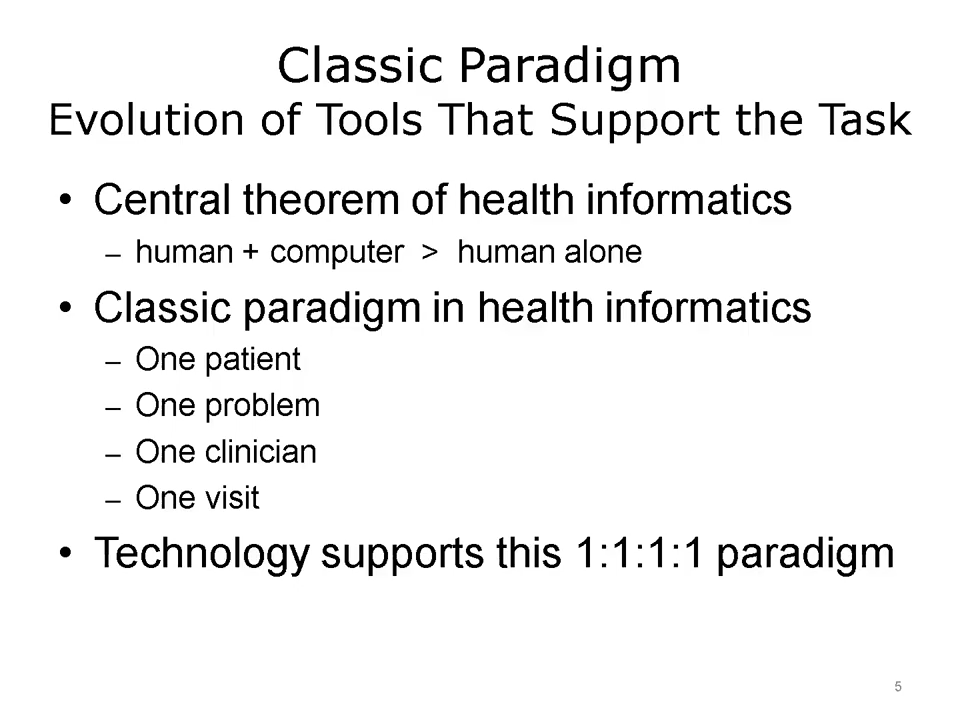 Classic Paradigm
Evolution of Tools That Support the Task
• Central theorem of health informatics
– human + computer > human alone
• Classic paradigm in health informatics
– One patient
– One problem
– One clinician
– One visit
• Technology supports this 1:1:1:1 paradigm
5